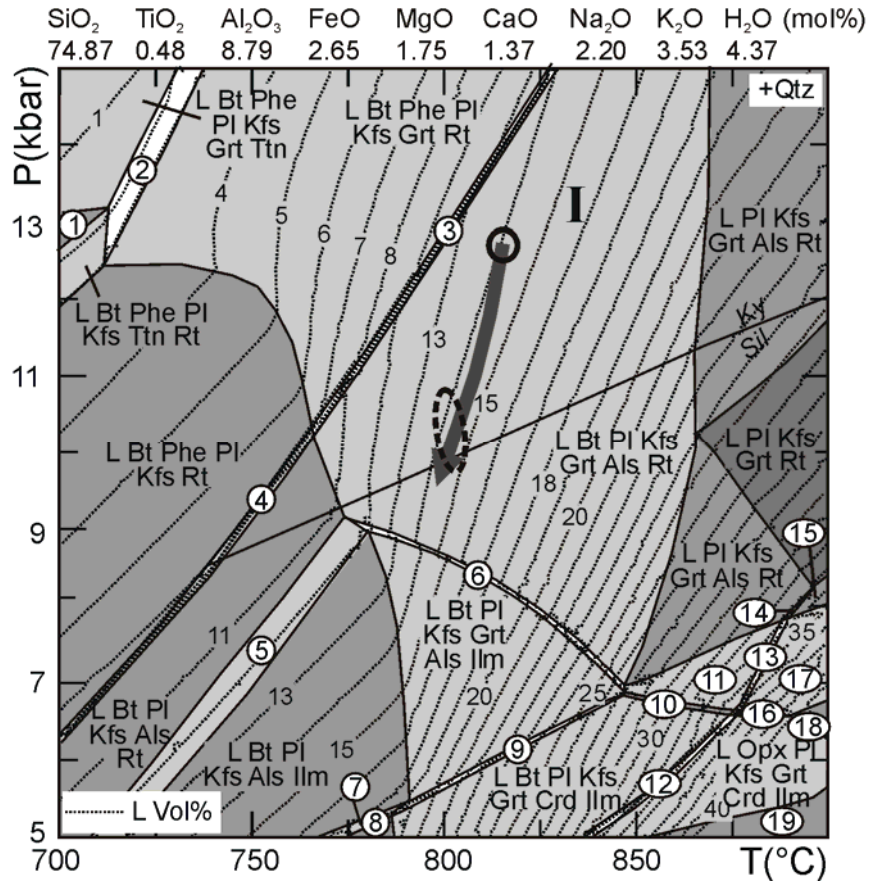 SiO₂ TiO₂ Al₂O₃ FeO MgO CaO Na₂O K₂O H₂O (mol%)
74.87 0.48 8.79 2.65 1.75 1.37 2.20 3.53 4.37
P(kbar)
+Qtz
L Bt Phe
Pl Kfs
Grt Ttn
L Bt Phe Pl
Kfs Grt Rt
1
2
4
I
13
1
3
5
6
7
8
L Pl Kfs
Grt Als Rt
L Bt Phe Pl
Kfs Ttn Rt
Ky
Sil
13
11
15
L Bt Phe Pl
Kfs Rt
L Bt Pl Kfs
Grt Als Rt
L Pl Kfs
Grt Rt
4
18
20
9
15
6
L Pl Kfs
Grt Als Rt
L Bt Pl
Kfs Grt
Als Ilm
14
11
5
35
13
7
13
20
25
11
17
10
16
18
L Bt Pl
Kfs Als
Rt
15
L Bt Pl
Kfs Als Ilm
9
30
L Opx Pl
Kfs Grt
Crd Ilm
7
L Bt Pl Kfs
Grt Crd Ilm
12
40
L Vol%
8
19
5
700 750 800 850 T(°C)